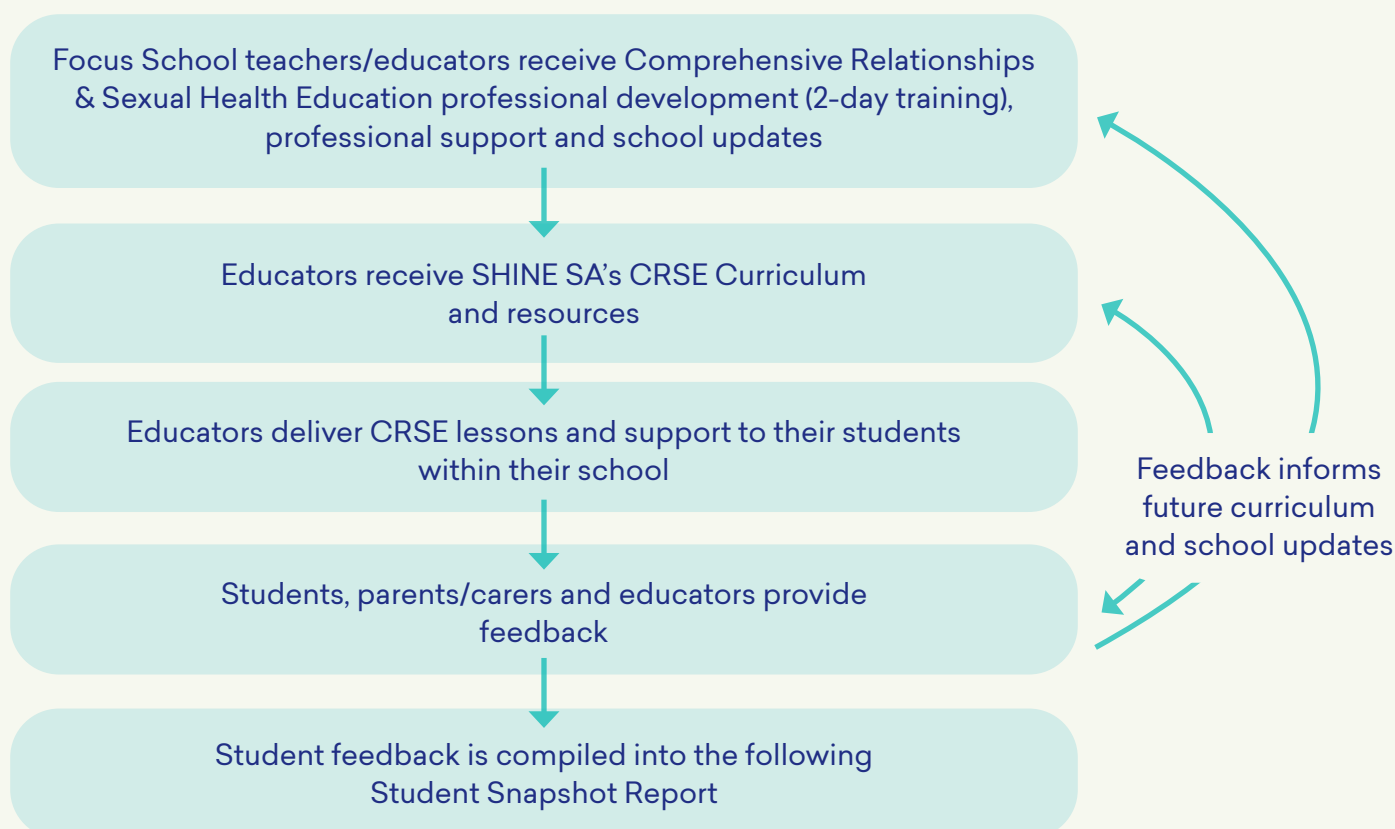 Focus School teachers/educators receive Comprehensive Relationships
& Sexual Health Education professional development (2-day training),
professional support and school updates
Educators receive SHINE SA’s CRSE Curriculum
and resources
Educators deliver CRSE lessons and support to their students
within their school
Feedback informs
future curriculum
and school updates
Students, parents/carers and educators provide
feedback
Student feedback is compiled into the following
Student Snapshot Report